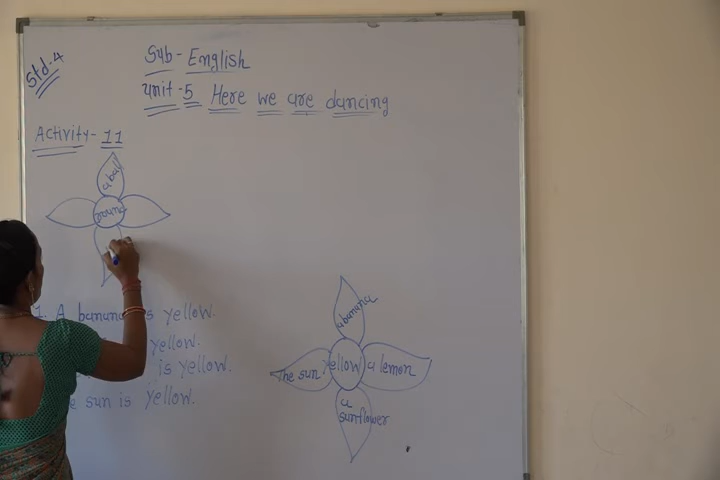 Std.4
Sub- English
Unit-5 Here we are dancing
Activity- 11
a ball
round
1. A banana is yellow.
yellow.
is yellow.
sun is yellow.
a banana
The sun yellow a lemon
a
sunflower